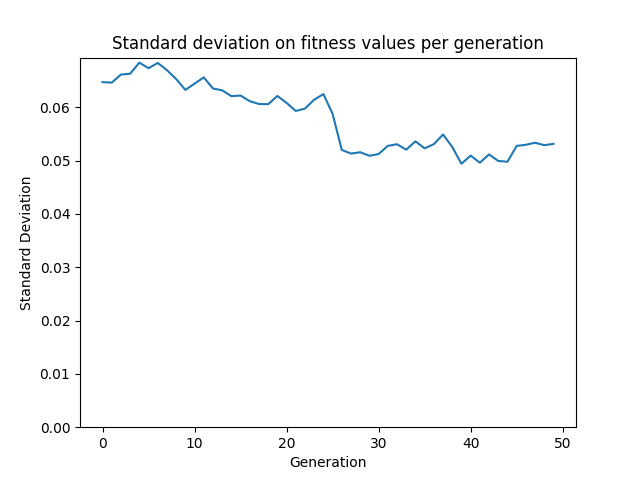 Standard deviation on fitness values per generation
0.06
0.05
0.04
0.03
0.02
0.01
0.00
Standard Deviation
0 10 20 30 40 50
Generation